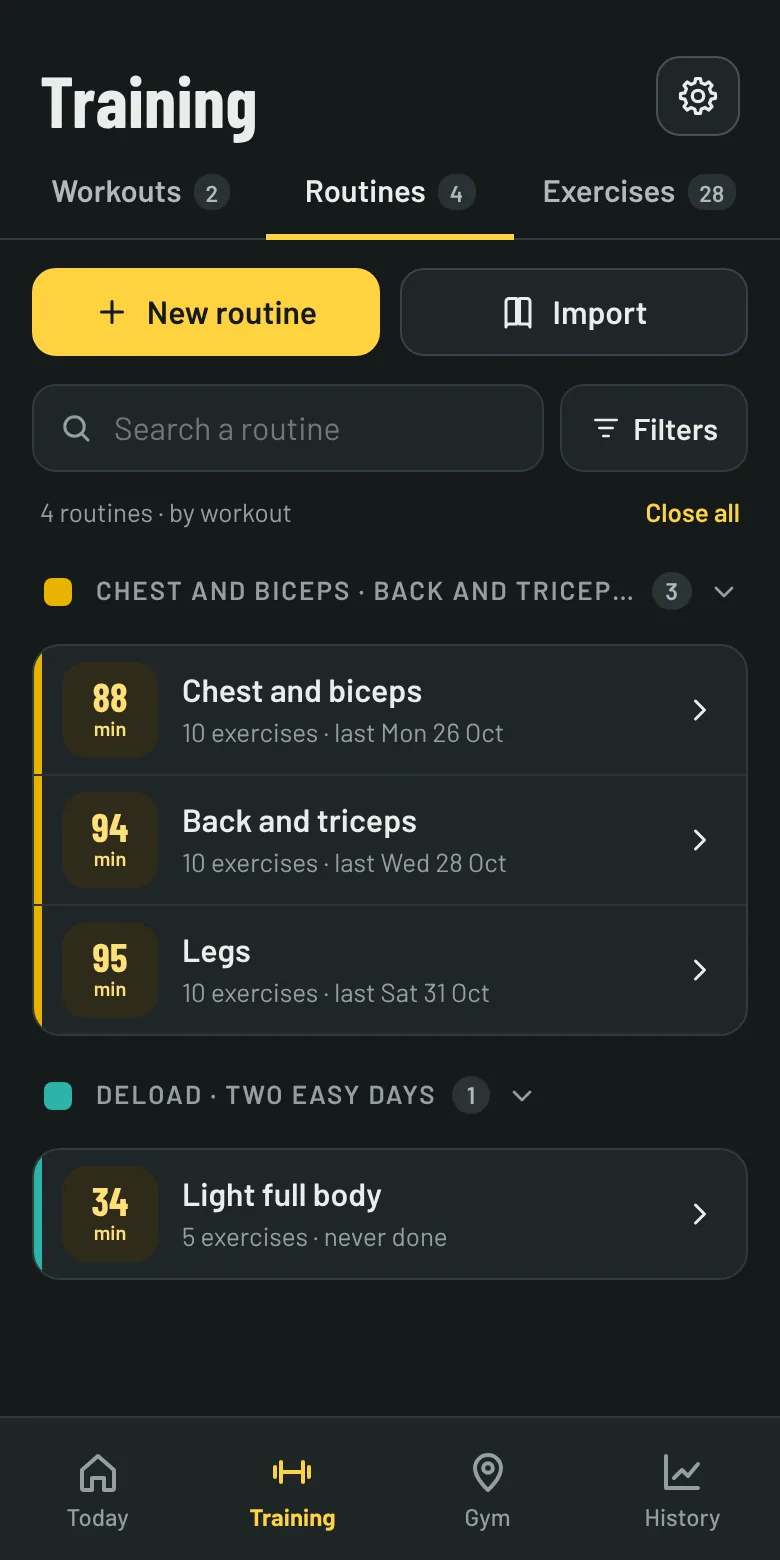 Training
Workouts 2
Routines 4
Exercises 28
New routine
Import
Search a routine
Filters
4 routines · by workout
Close all
CHEST AND BICEPS · BACK AND TRICEP... 3
88 min
Chest and biceps
10 exercises · last Mon 26 Oct
94 min
Back and triceps
10 exercises · last Wed 28 Oct
95 min
Legs
10 exercises · last Sat 31 Oct
DELOAD · TWO EASY DAYS 1
34 min
Light full body
5 exercises · never done
Today
Training
Gym
History